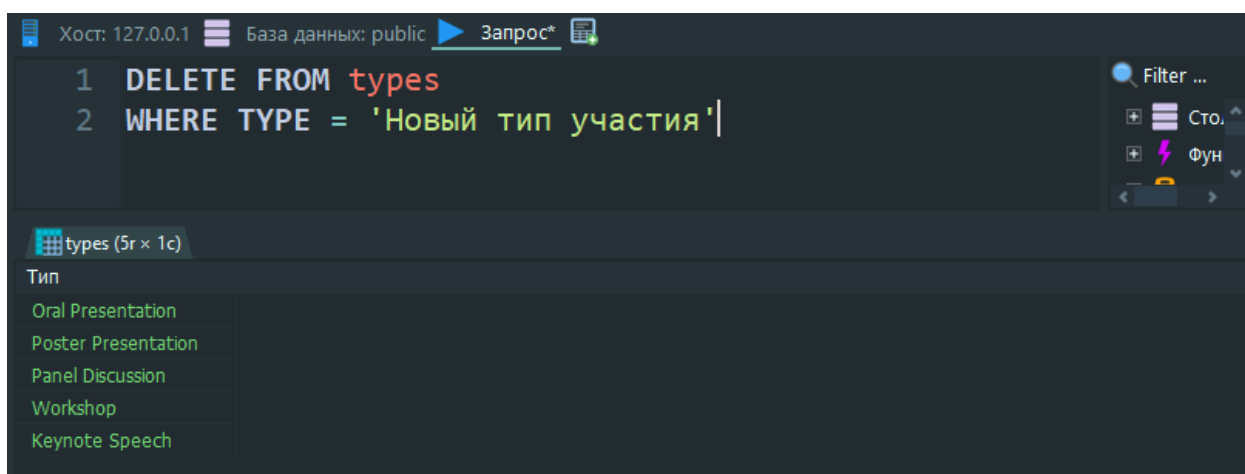 Хост: 127.0.0.1 База данных: public Запрос*
1 DELETE FROM types
2 WHERE TYPE = 'Новый тип участия'
Filter ...
Стол
Фун
types (5r × 1c)
Тип
Oral Presentation
Poster Presentation
Panel Discussion
Workshop
Keynote Speech